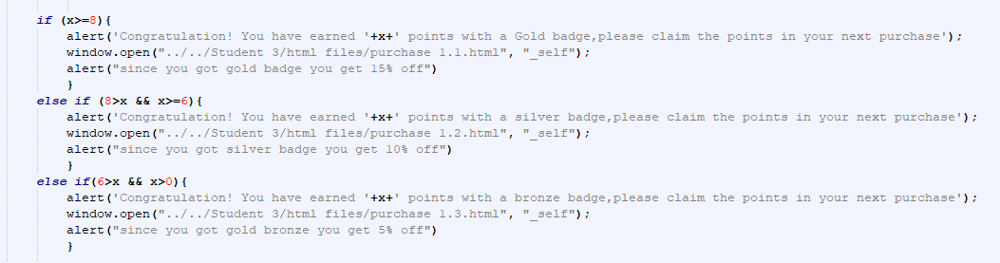 if (x>=8){
alert('Congratulation! You have earned '+x+' points with a Gold badge,please claim the points in your next purchase');
window.open("../../Student 3/html files/purchase 1.1.html", "_self");
alert("since you got gold badge you get 15% off")
}
else if (8>x && x>=6){
alert('Congratulation! You have earned '+x+' points with a silver badge,please claim the points in your next purchase');
window.open("../../Student 3/html files/purchase 1.2.html", "_self");
alert("since you got silver badge you get 10% off")
}
else if(6>x && x>0){
alert('Congratulation! You have earned '+x+' points with a bronze badge,please claim the points in your next purchase');
window.open("../../Student 3/html files/purchase 1.3.html", "_self");
alert("since you got gold bronze you get 5% off")
}